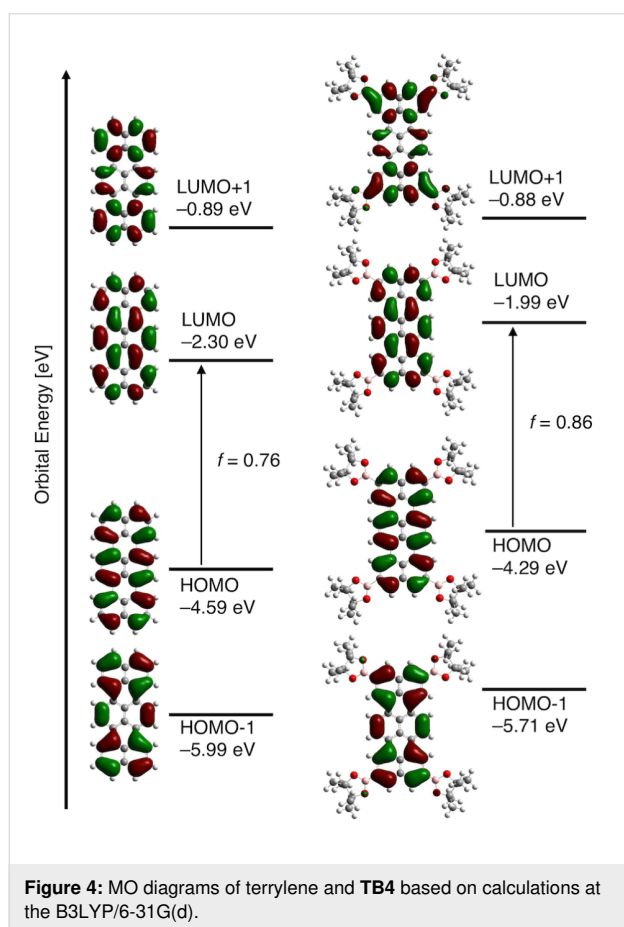 Orbital Energy [eV]
LUMO+1
–0.89 eV
LUMO
–2.30 eV
f = 0.76
HOMO
–4.59 eV
HOMO-1
–5.99 eV
LUMO+1
–0.88 eV
LUMO
–1.99 eV
f = 0.86
HOMO
–4.29 eV
HOMO-1
–5.71 eV
Figure 4: MO diagrams of terrylene and TB4 based on calculations at
the B3LYP/6-31G(d).